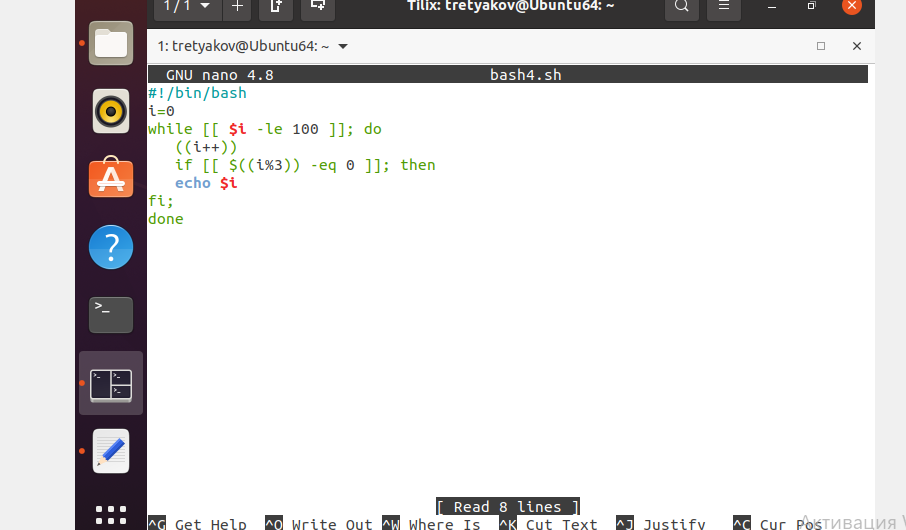 1 / 1
Tilix: tretyakov@Ubuntu64: ~
1: tretyakov@Ubuntu64: ~
GNU nano 4.8 bash4.sh
#!/bin/bash
i=0
while [[ $i -le 100 ]]; do
((i++))
if [[ $((i%3)) -eq 0 ]]; then
echo $i
fi;
done
[ Read 8 lines ]
^G Get Help ^O Write Out ^W Where Is ^K Cut Text ^J Justify ^C Cur Pos
Активация